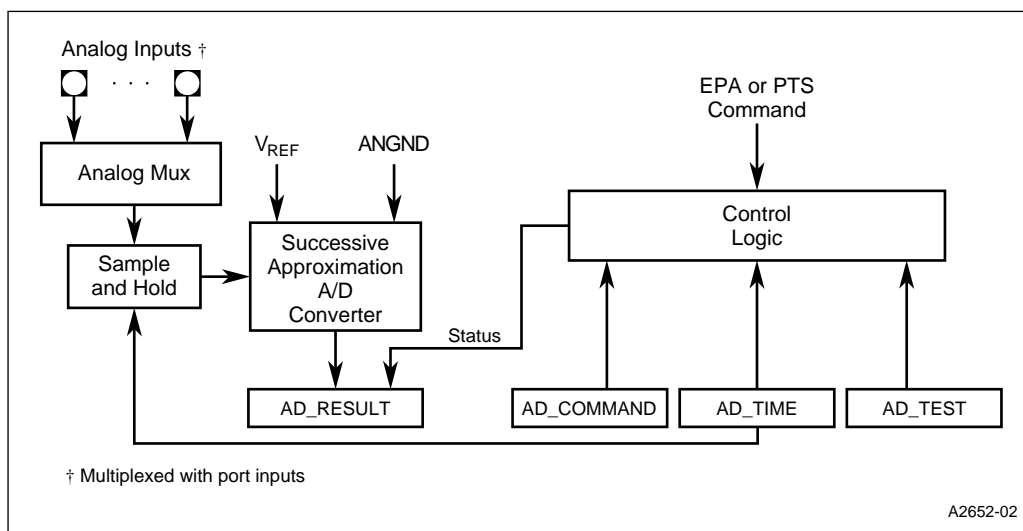 Analog Inputs †
. . .
Analog Mux
Sample
and Hold
VREF
ANGND
Successive
Approximation
A/D
Converter
Status
AD_RESULT
EPA or PTS
Command
Control
Logic
AD_COMMAND
AD_TIME
AD_TEST
† Multiplexed with port inputs
A2652-02